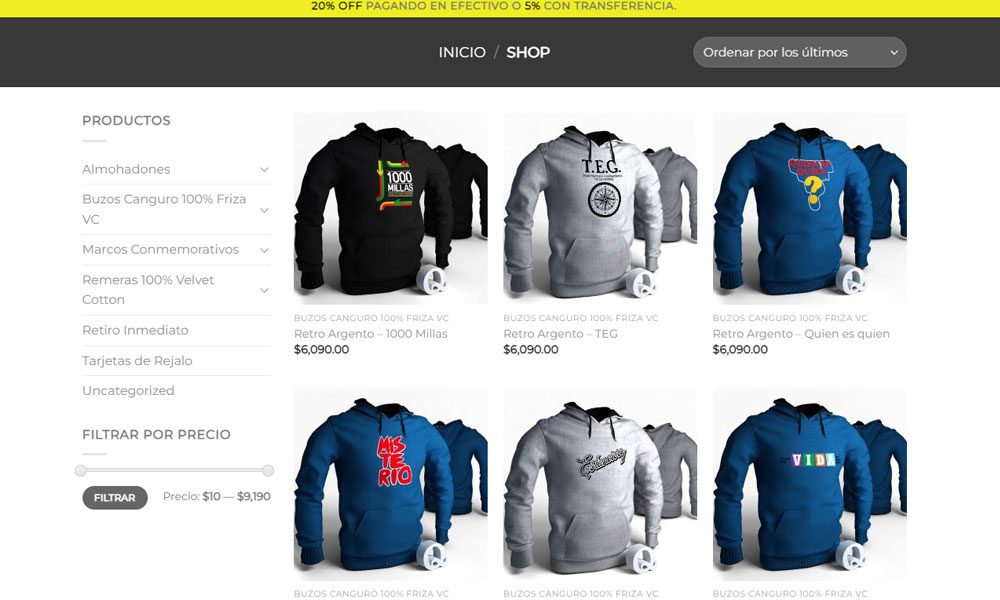 20% OFF PAGANDO EN EFECTIVO O 5% CON TRANSFERENCIA.
INICIO / SHOP
Ordenar por los últimos
PRODUCTOS
Almohadones
Buzos Canguro 100% Friza
VC
Marcos Conmemorativos
Remeras 100% Velvet
Cotton
Retiro Inmediato
Tarjetas de Rejalo
Uncategorized
FILTRAR POR PRECIO
FILTRAR
Precio: $10 — $9,190
1000
MILLAS
BUZOS CANGURO 100% FRIZA VC
Retro Argento – 1000 Millas
$6,090.00
T.E.G.
BUZOS CANGURO 100% FRIZA VC
Retro Argento – TEG
$6,090.00
QUIEN ES
QUIEN
?
BUZOS CANGURO 100% FRIZA VC
Retro Argento – Quien es quien
$6,090.00
MIS
TE
RIO
BUZOS CANGURO 100% FRIZA VC
BUZOS CANGURO 100% FRIZA VC
VIDA
BUZOS CANGURO 100% FRIZA VC